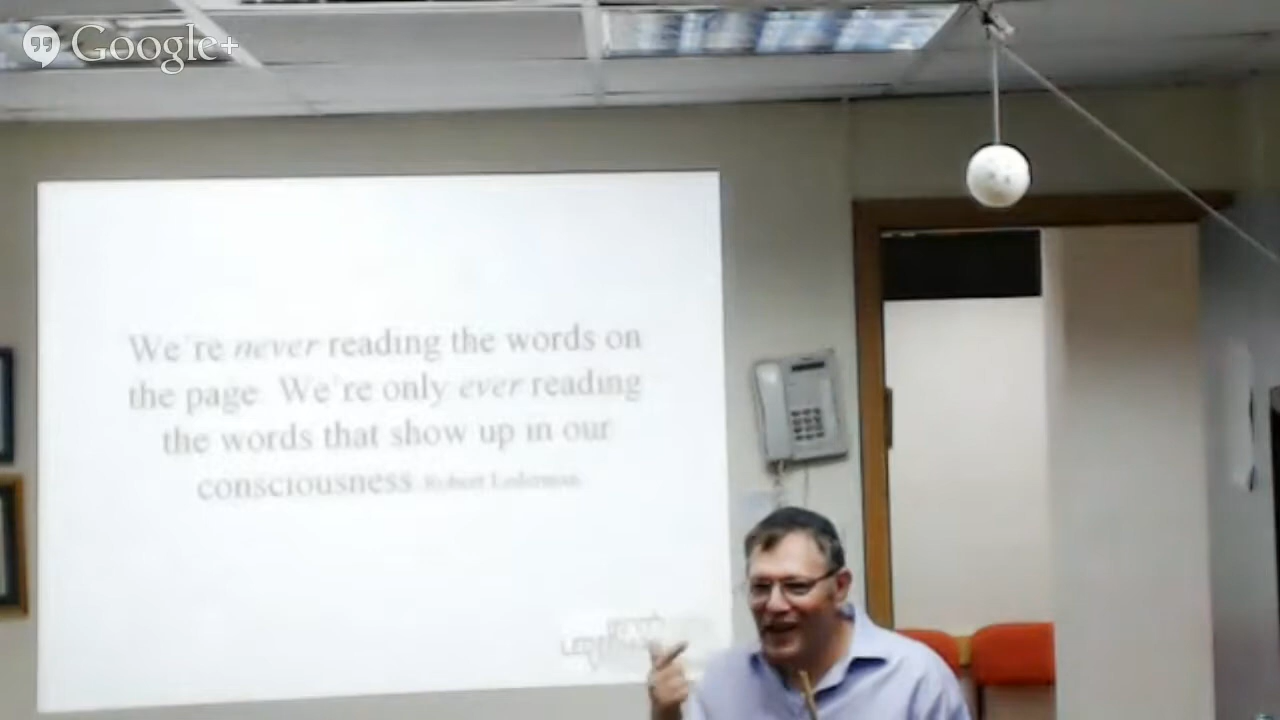 Google+
We're never reading the words on
the page. We're only ever reading
the words that show up in our
consciousness. Robert Lederman